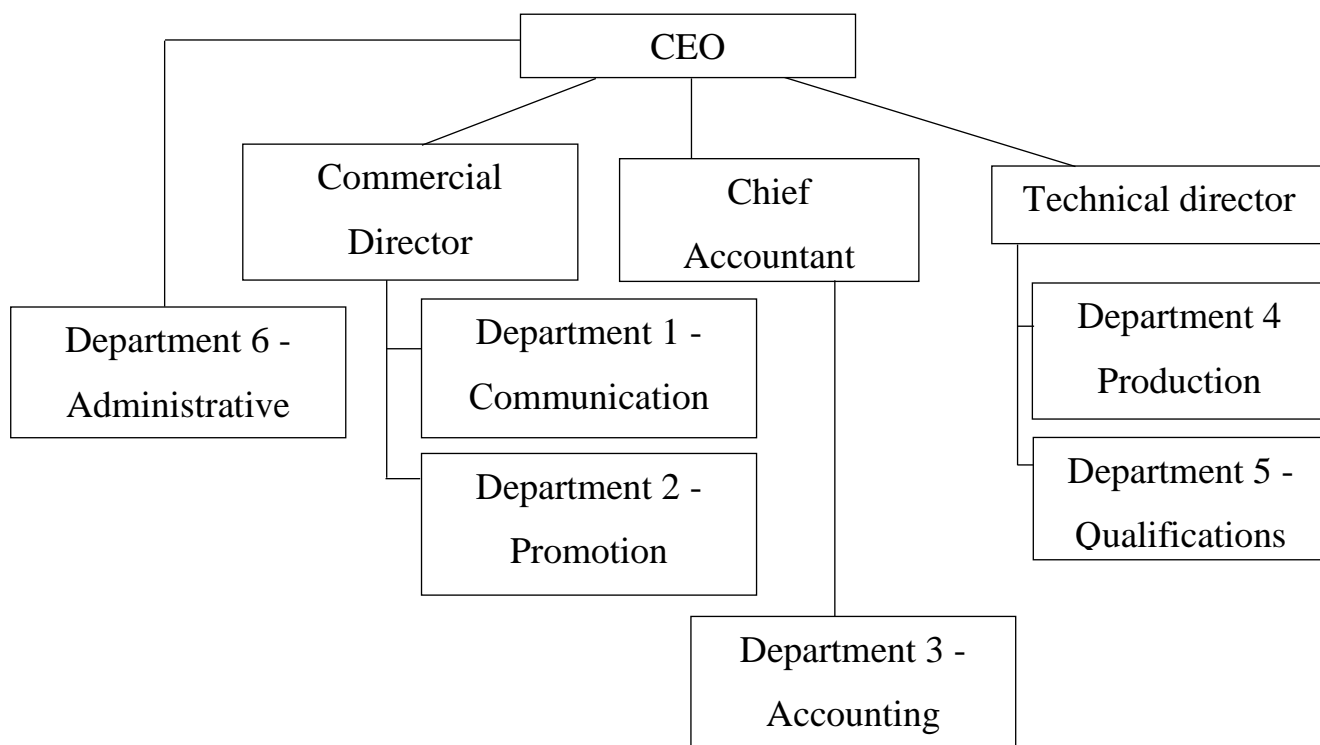 CEO
Commercial
Director
Chief
Accountant
Technical director
Department 6 -
Administrative
Department 1 -
Communication
Department 2 -
Promotion
Department 4
Production
Department 5 -
Qualifications
Department 3 -
Accounting